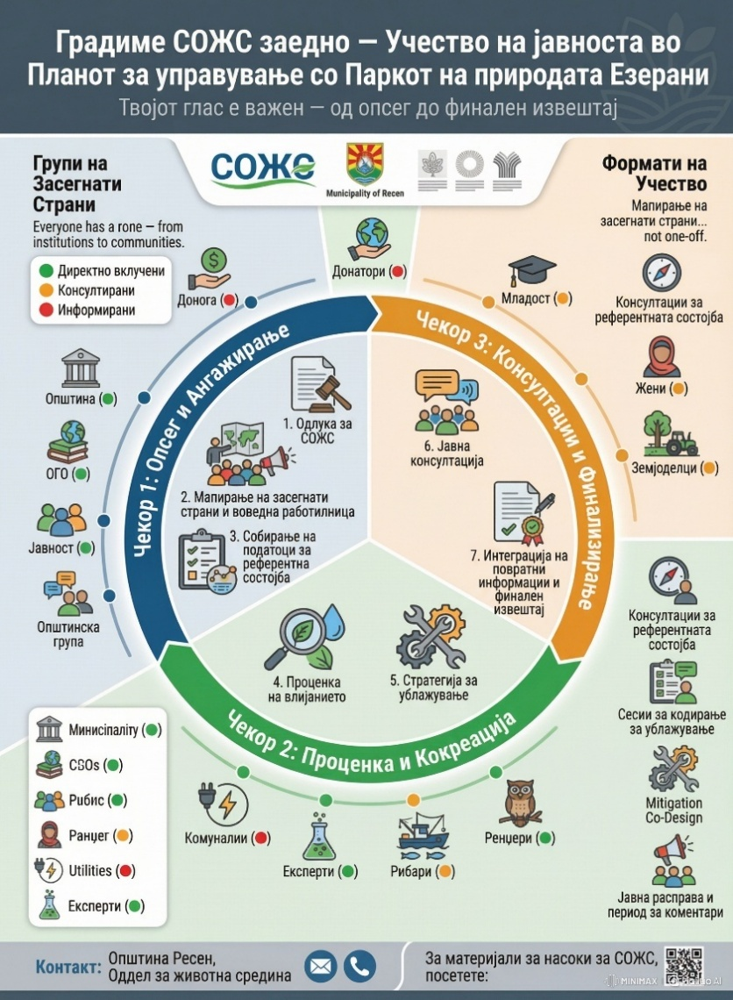 Градиме СОЖС заедно — Учество на јавноста во
Планот за управување со Паркот на природата Езерани
Твојот глас е важен — од опсег до финален извештај
Групи на
Засегнати
Страни
Everyone has a rone — from
institutions to communities.
Директно вклучени
Консултирани
Информирани
СОЖС
Municipality of Recen
Формати на
Учество
Мапирање на
засегнати страни...
not one-off.
Донога
Донатори
Младост
Консултации за
референтната состојба
Општина
ОГО
Јавност
Општинска
група
Жени
Земјоделци
Чекор 1: Опсег и Ангажирање
1. Одлука за
СОЖС
2. Мапирање на засегнати
страни и воведна работилница
3. Собирање на
податоци за
референтна
состојба
Чекор 3: Консултации и Финализирање
6. Јавна
консултација
7. Интеграција на
повратни
информации и
финален
извештај
4. Проценка
на влијанието
5. Стратегија за
ублажување
Чекор 2: Проценка и Кокреација
Консултации за
референтната
состојба
Сесии за кодирање
за ублажување
Mitigation
Co-Design
Јавна расправа и
период за коментари
Минисіпаліту
CSOs
Рибис
Ранџег
Utilities
Експерти
Комуналии
Експерти
Рибари
Ренџери
Контакт: Општина Ресен,
Оддел за животна средина
За материјали за насоки за СОЖС,
посетете:
MINIMAX